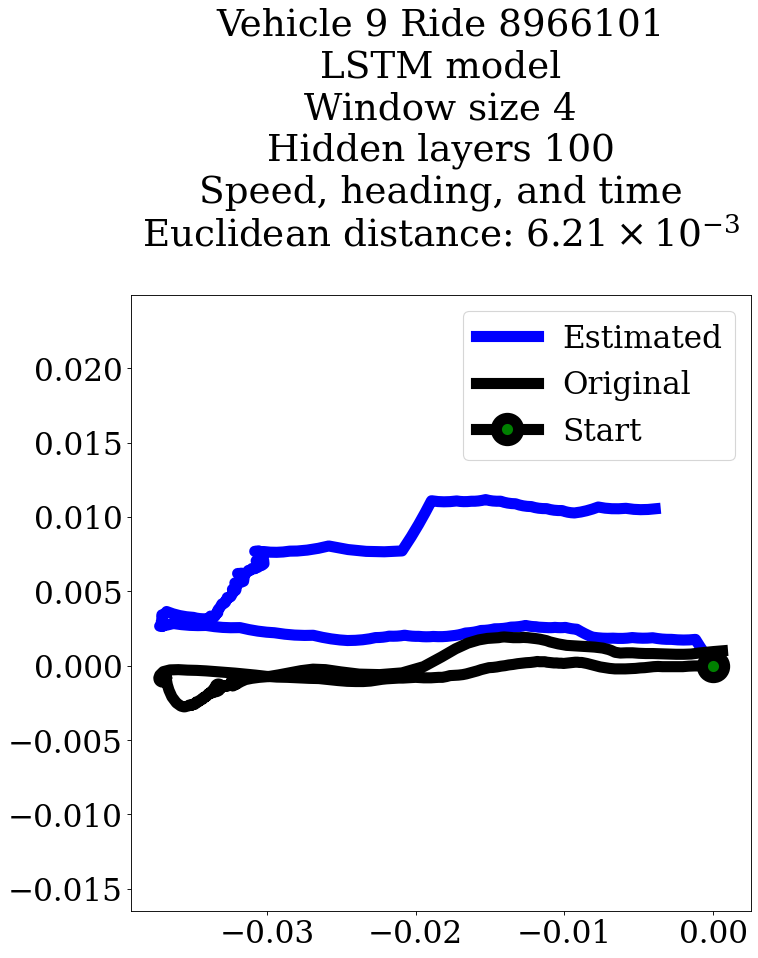 Vehicle 9 Ride 8966101
LSTM model
Window size 4
Hidden layers 100
Speed, heading, and time
Euclidean distance: 6.21 × 10⁻³
Estimated
Original
Start
0.020
0.015
0.010
0.005
0.000
−0.005
−0.010
−0.015
−0.03 −0.02 −0.01 0.00